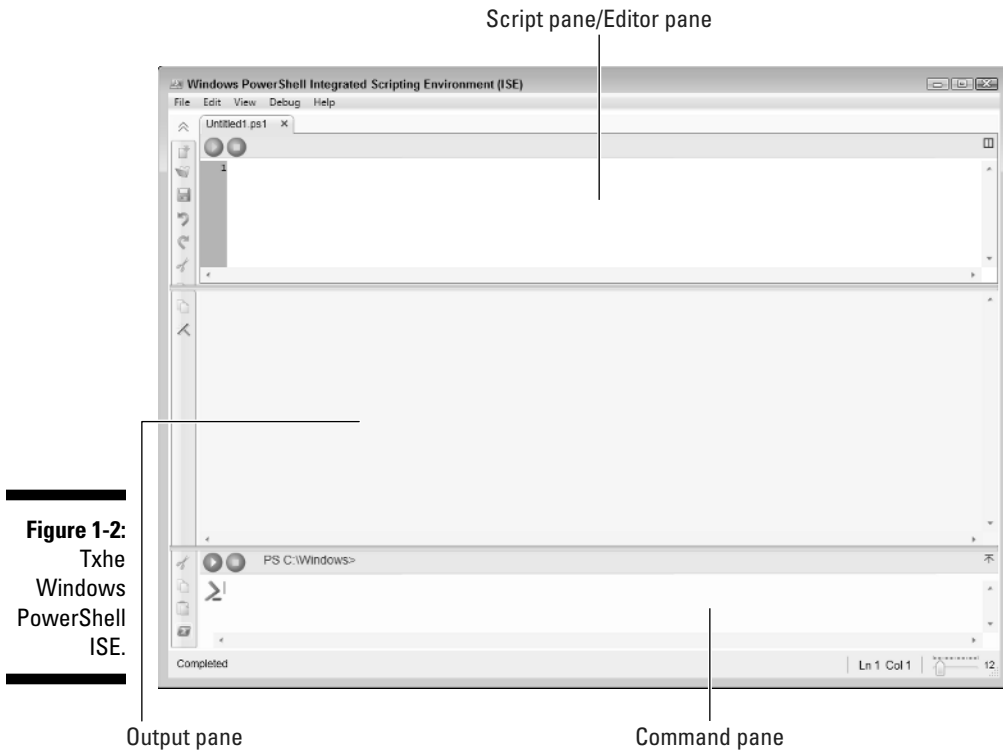 Script pane/Editor pane
Windows PowerShell Integrated Scripting Environment (ISE)
File Edit View Debug Help
Untitled1.ps1
1
PS C:\Windows>
Completed
Ln 1 Col 1
12
Figure 1-2:
Txhe
Windows
PowerShell
ISE.
Output pane
Command pane